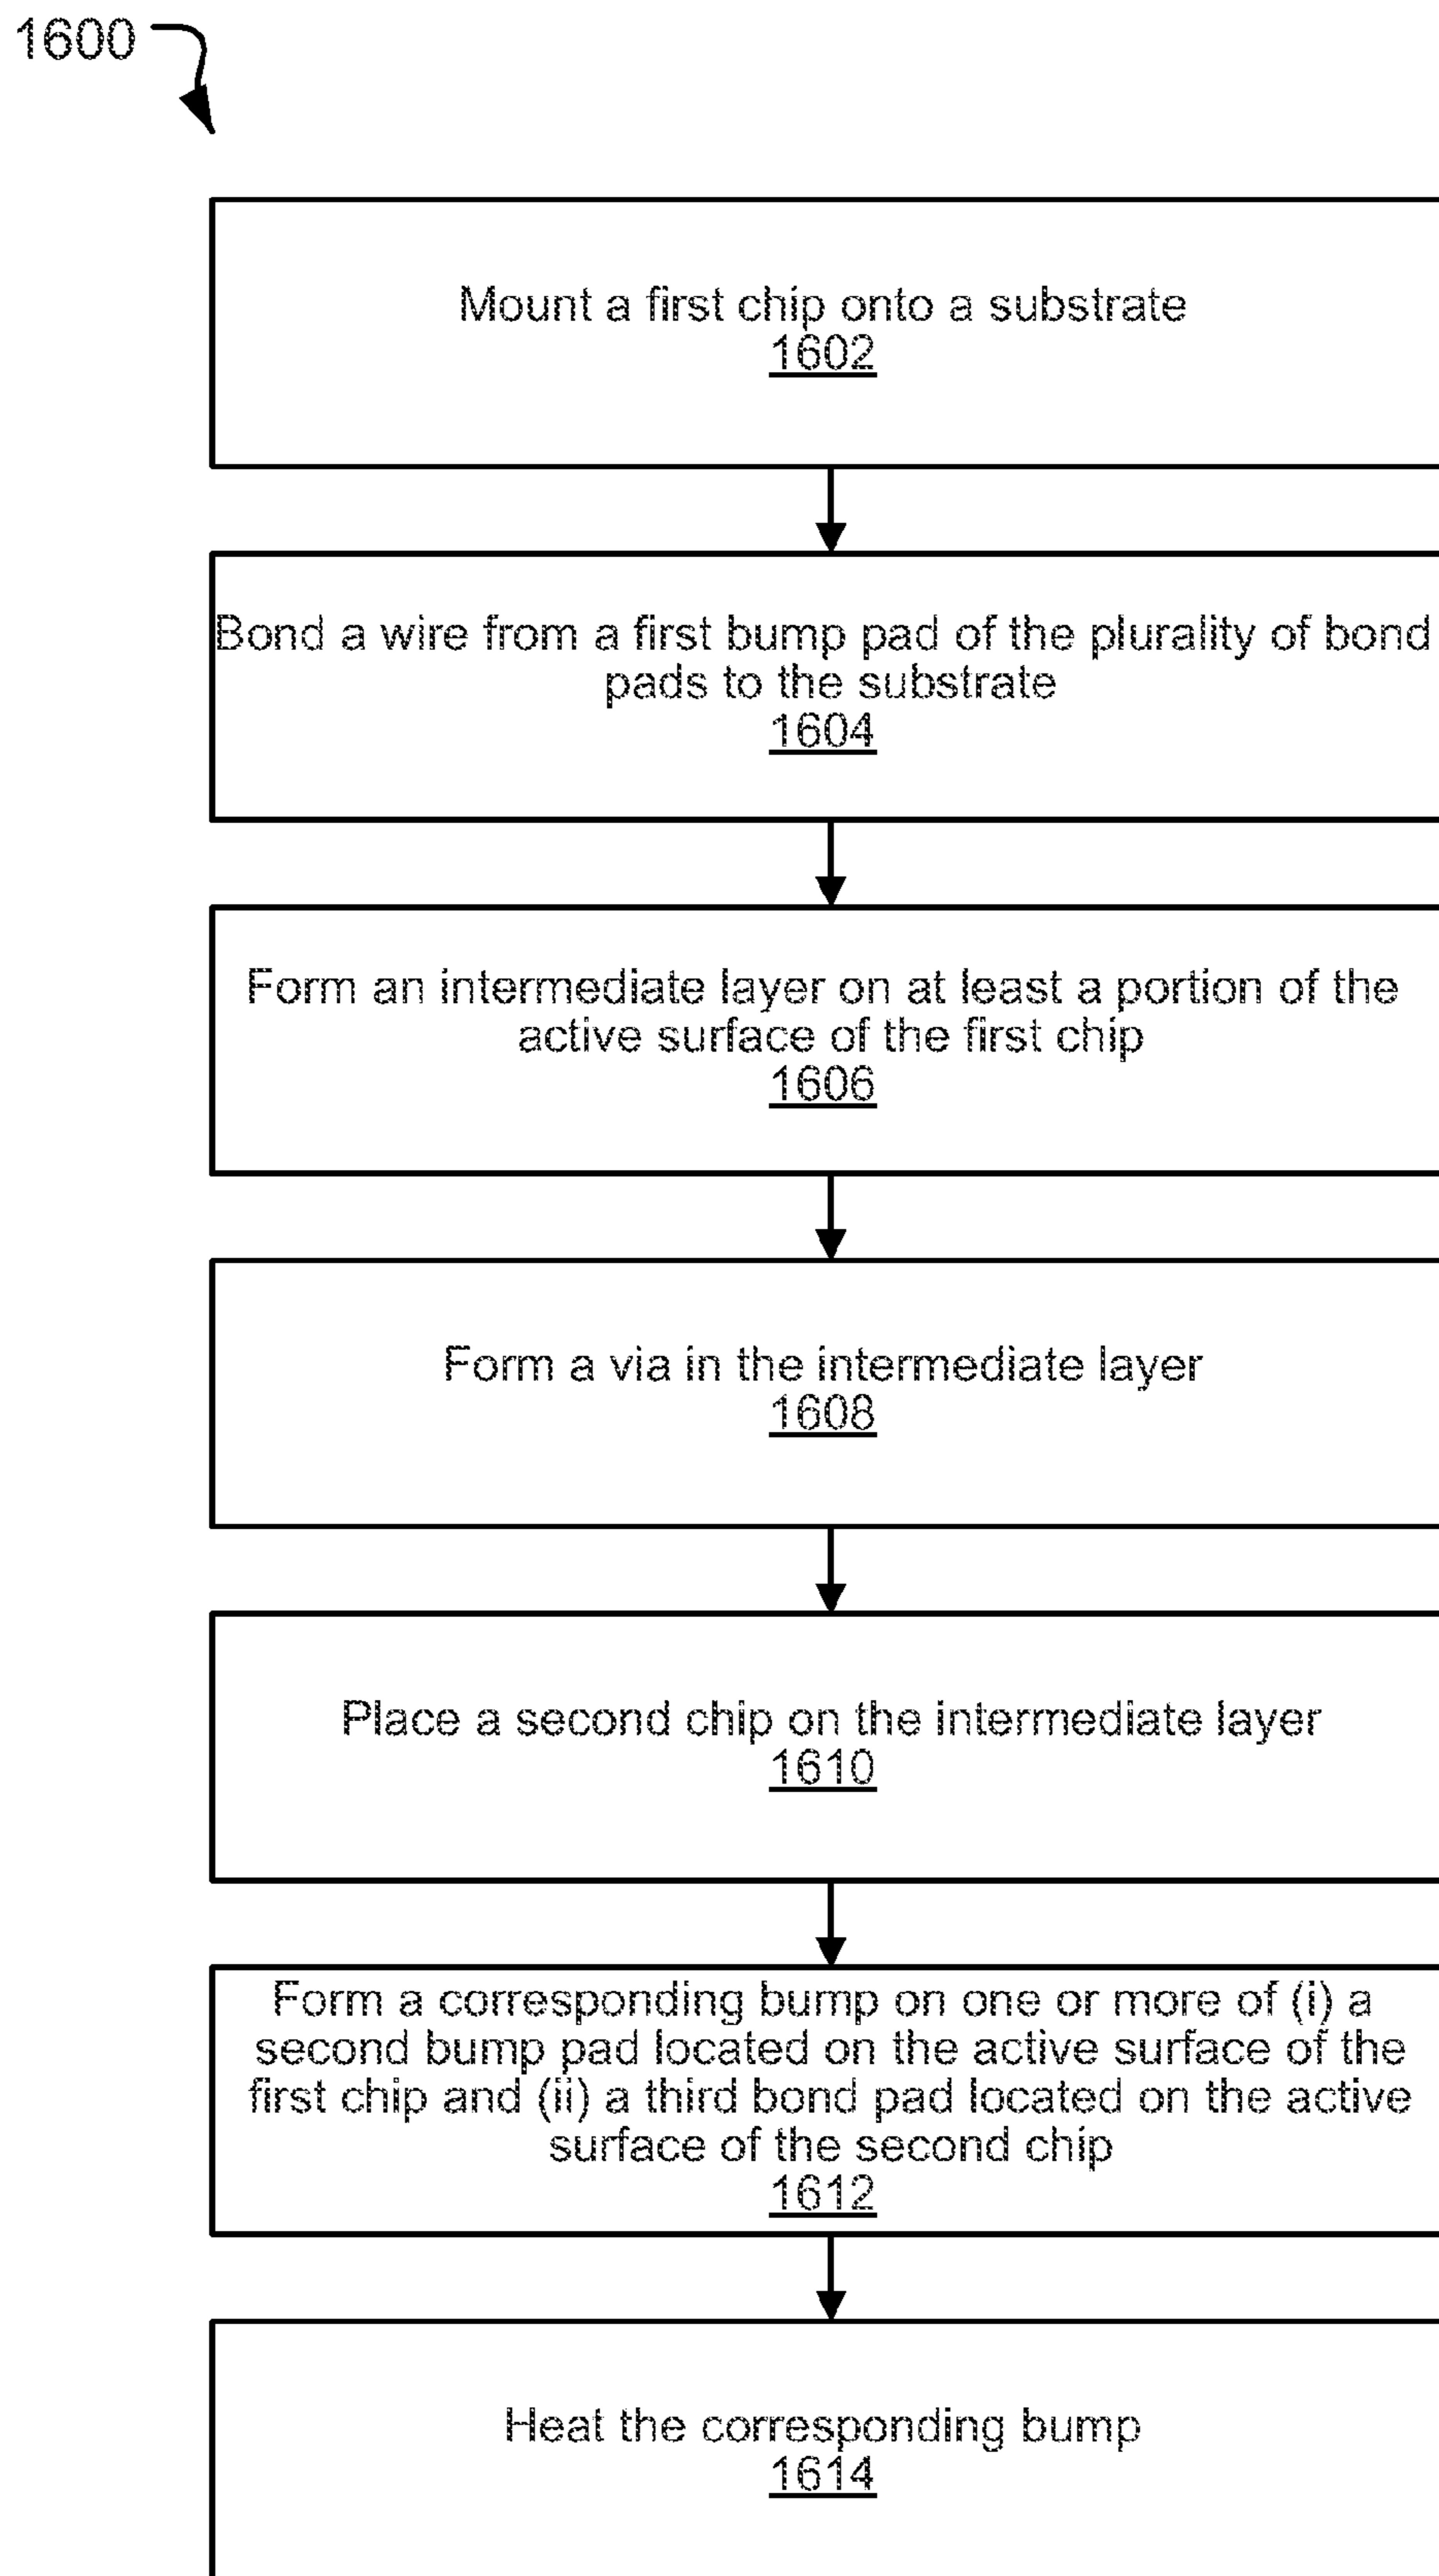 1600
Mount a first chip onto a substrate
1602
Bond a wire from a first bump pad of the plurality of bond
pads to the substrate
1604
Form an intermediate layer on at least a portion of the
active surface of the first chip
1606
Form a via in the intermediate layer
1608
Place a second chip on the intermediate layer
1610
Form a corresponding bump on one or more of (i) a
second bump pad located on the active surface of the
first chip and (ii) a third bond pad located on the active
surface of the second chip
1612
Heat the corresponding bump
1614